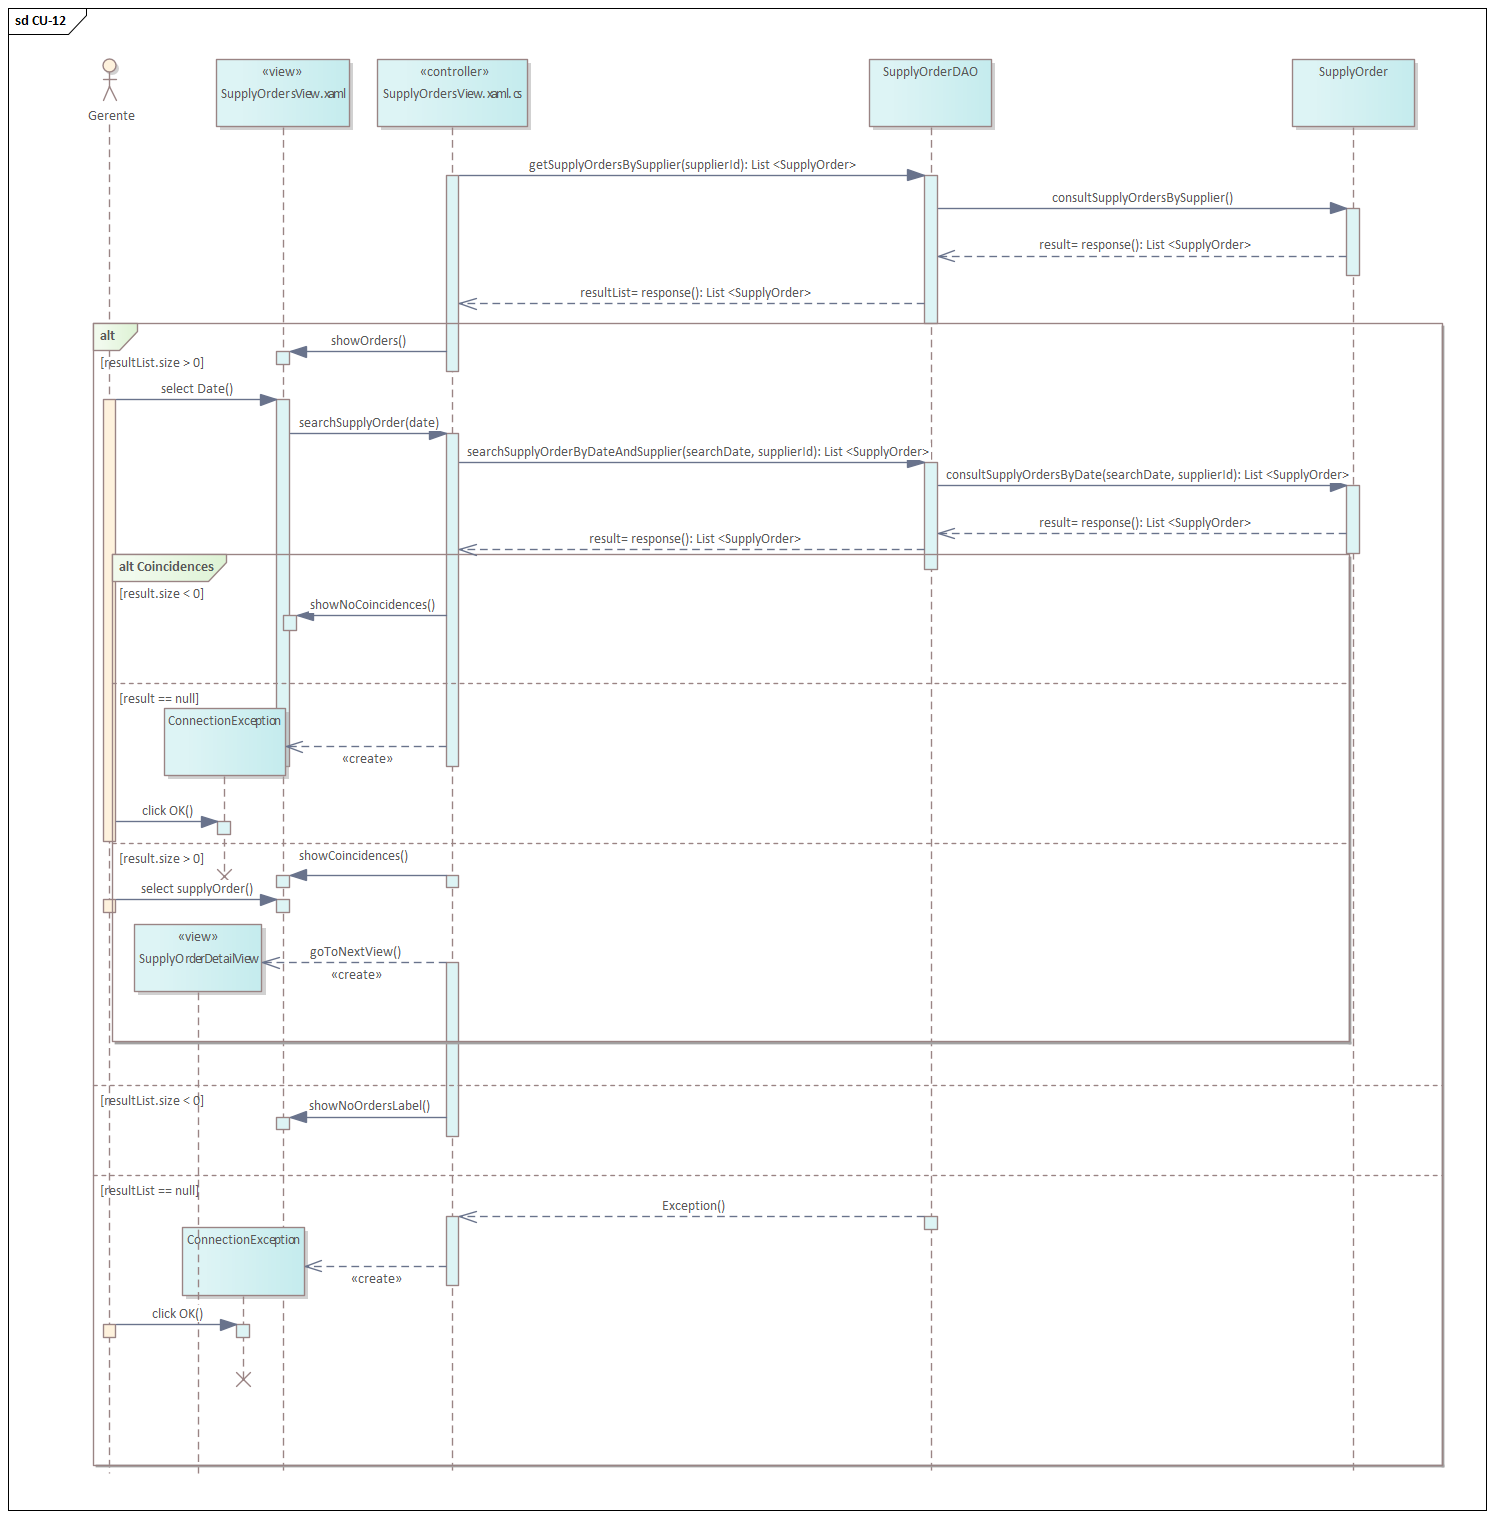 sd CU-12
Gerente
«view»
SupplyOrdersView.xaml
«controller»
SupplyOrdersView.xaml.cs
SupplyOrderDAO
SupplyOrder
getSupplyOrdersBySupplier(supplierId): List <SupplyOrder>
consultSupplyOrdersBySupplier()
result= response(): List <SupplyOrder>
resultList= response(): List <SupplyOrder>
alt
[resultList.size > 0]
showOrders()
select Date()
searchSupplyOrder(date)
searchSupplyOrderByDateAndSupplier(searchDate, supplierId): List <SupplyOrder>
consultSupplyOrdersByDate(searchDate, supplierId): List <SupplyOrder>
result= response(): List <SupplyOrder>
result= response(): List <SupplyOrder>
alt Coincidences
[result.size < 0]
showNoCoincidences()
[result == null]
ConnectionException
«create»
click OK()
[result.size > 0]
showCoincidences()
select supplyOrder()
«view»
SupplyOrderDetailView
goToNextView()
«create»
[resultList.size < 0]
showNoOrdersLabel()
[resultList == null]
Exception()
ConnectionException
«create»
click OK()